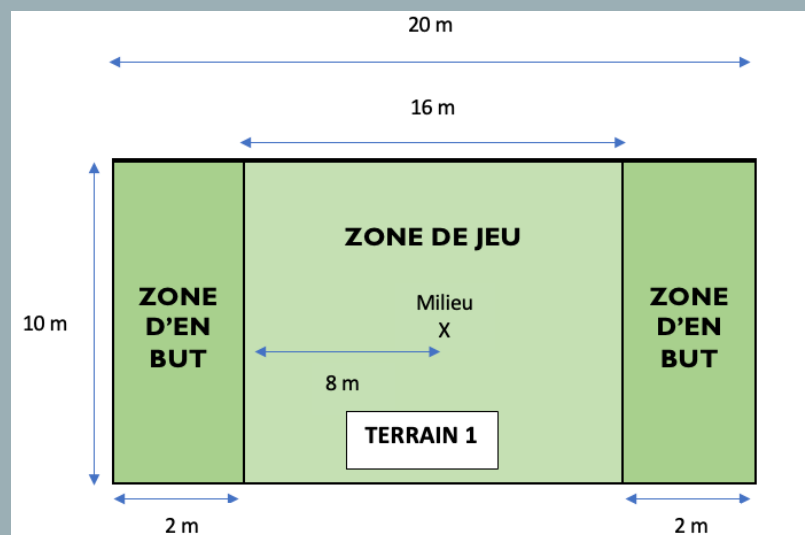 20 m
16 m
ZONE DE JEU
ZONE
D'EN
BUT
Milieu
X
ZONE
D'EN
BUT
10 m
8 m
TERRAIN 1
2 m
2 m